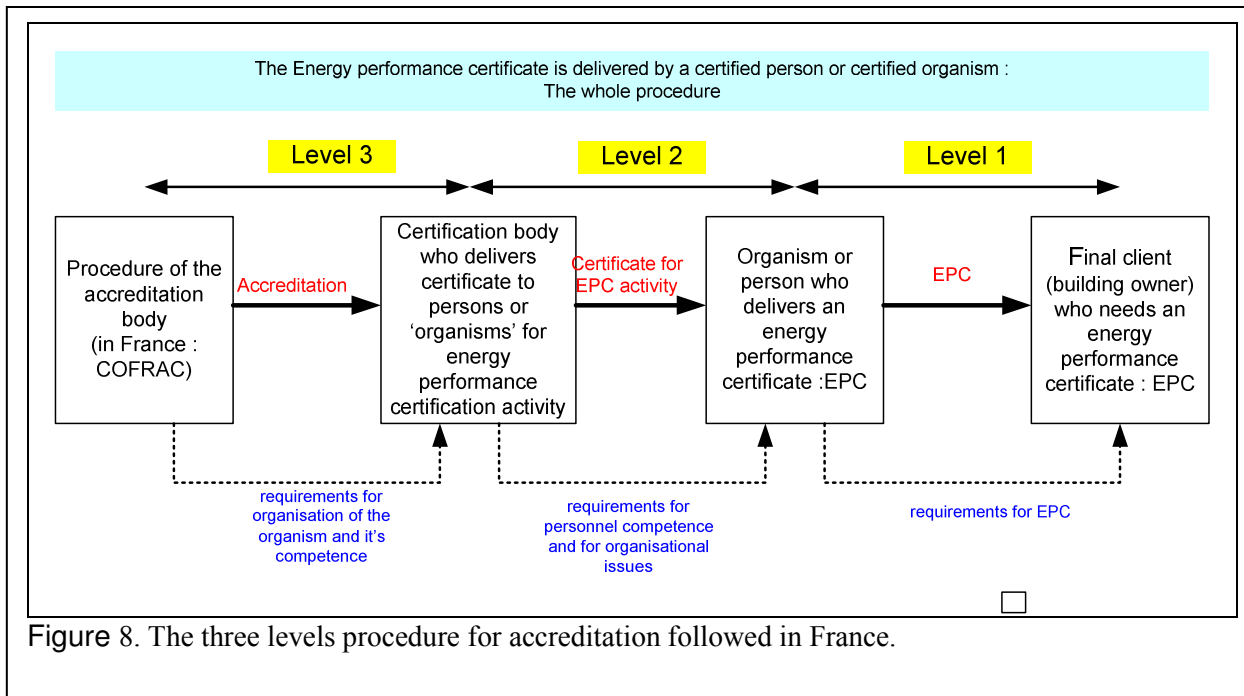 The Energy performance certificate is delivered by a certified person or certified organism :
The whole procedure
Level 3
Level 2
Level 1
Procedure of the
accreditation
body
(in France :
COFRAC)
Accreditation
Certification body
who delivers
certificate to
persons or
‘organisms’ for
energy
performance
certification activity
Certificate for
EPC activity
Organism or
person who
delivers an
energy
performance
certificate :EPC
EPC
Final client
(building owner)
who needs an
energy
performance
certificate : EPC
requirements for
organisation of the
organism and it’s
competence
requirements for
personnel competence
and for organisational
issues
requirements for EPC
Figure 8. The three levels procedure for accreditation followed in France.